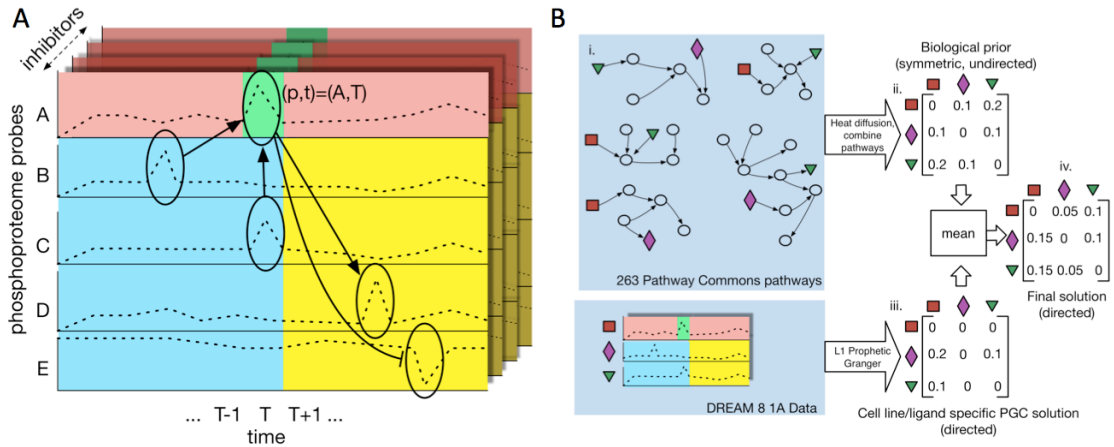 A
inhibitors
phosphoproteome probes
A
B
C
D
E
(p,t)=(A,T)
... T-1 T T+1 ...
time
B
i.
263 Pathway Commons pathways
Heat diffusion,
combine
pathways
Biological prior
(symmetric, undirected)
ii.
0 0.1 0.2
0.1 0 0.1
0.2 0.1 0
mean
iv.
0 0.05 0.1
0.15 0 0.1
0.15 0.05 0
Final solution
(directed)
DREAM 8 1A Data
L1 Prophetic
Granger
iii.
0 0 0
0.2 0 0.1
0.1 0 0
Cell line/ligand specific PGC solution
(directed)